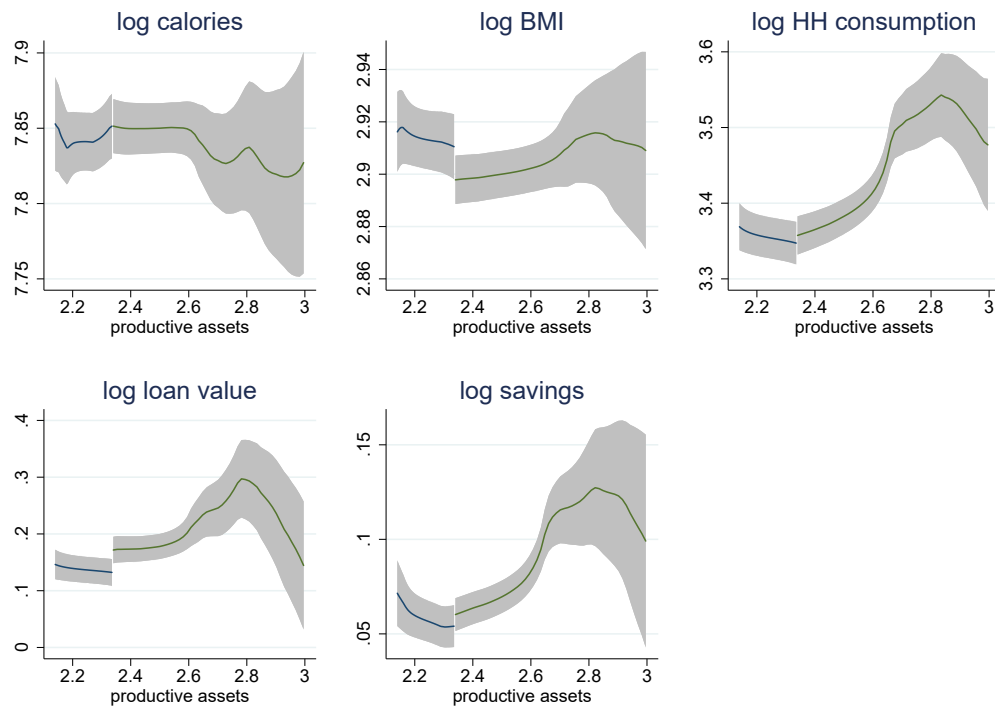 log calories
7.9
7.85
7.8
7.75
2.2 2.4 2.6 2.8 3
productive assets
log BMI
2.94
2.92
2.9
2.88
2.86
2.2 2.4 2.6 2.8 3
productive assets
log HH consumption
3.6
3.5
3.4
3.3
2.2 2.4 2.6 2.8 3
productive assets
log loan value
.4
.3
.2
.1
0
2.2 2.4 2.6 2.8 3
productive assets
log savings
.15
.1
.05
2.2 2.4 2.6 2.8 3
productive assets